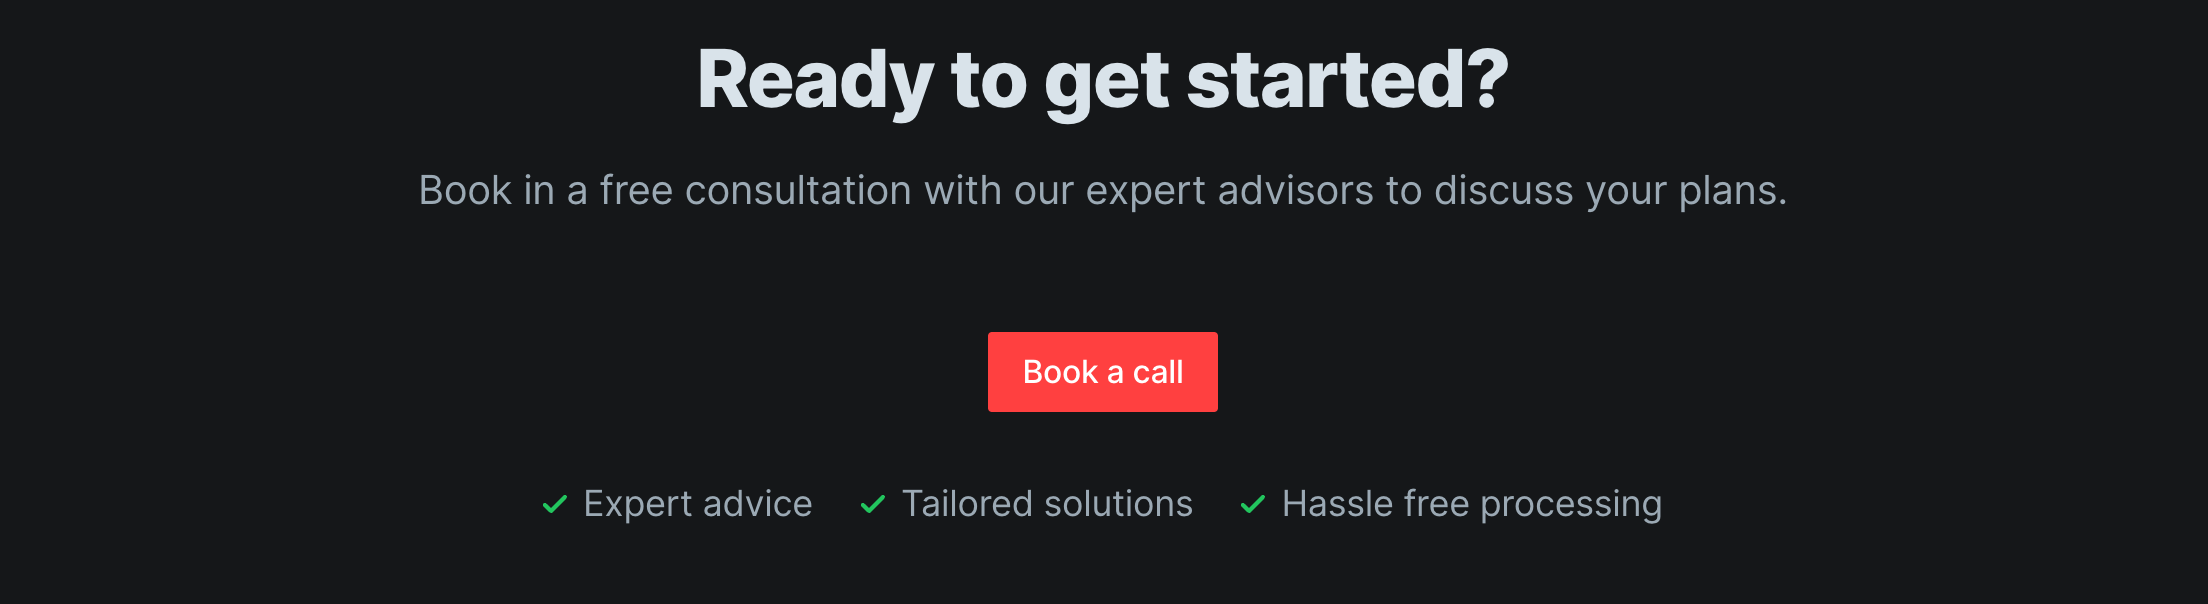 Ready to get started?
Book in a free consultation with our expert advisors to discuss your plans.
Book a call
Expert advice Tailored solutions Hassle free processing